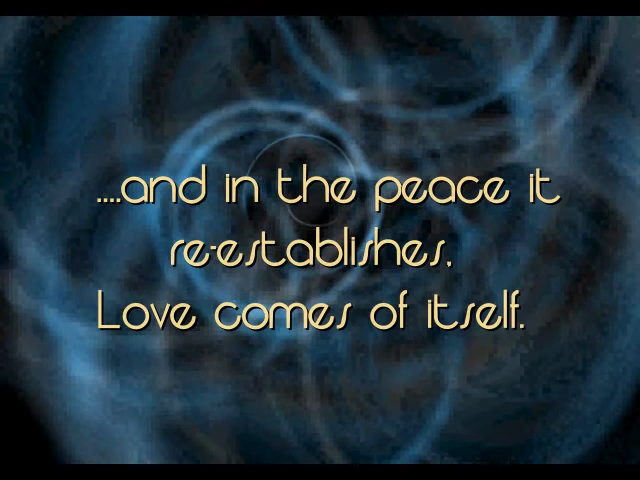 ....and in the peace it
re-establishes,
Love comes of itself.